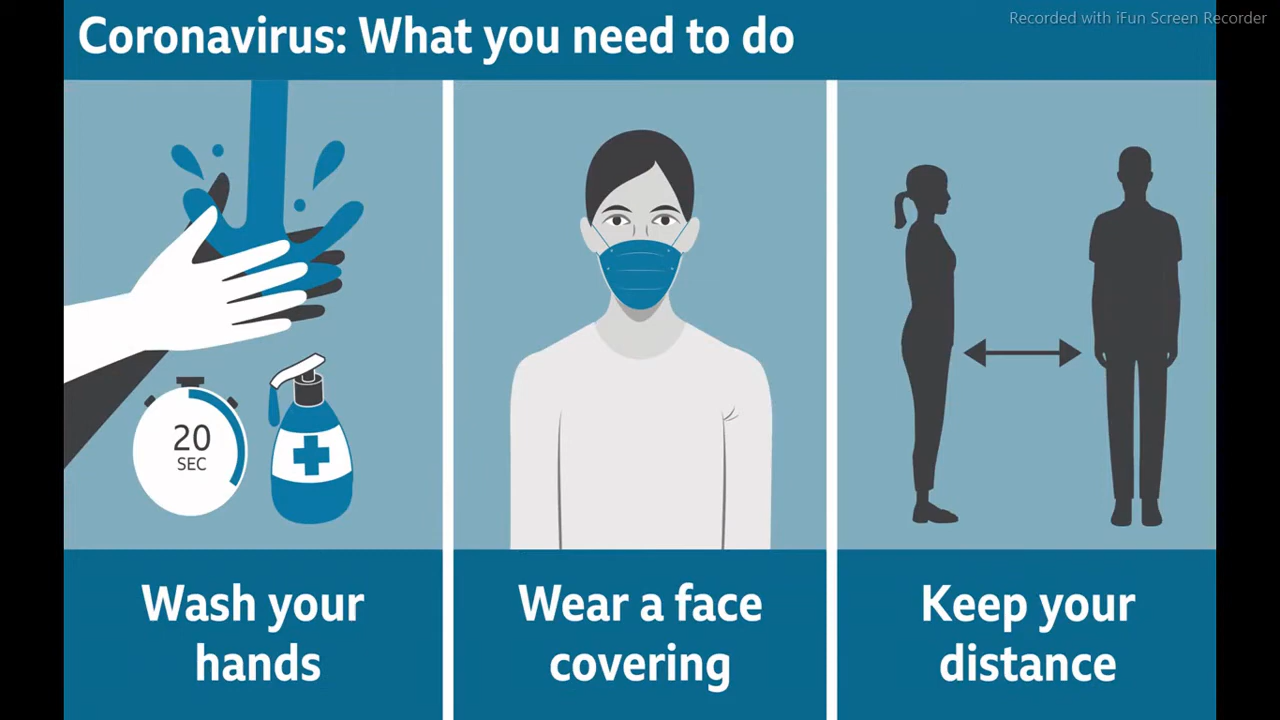 Coronavirus: What you need to do
Recorded with iFun Screen Recorder
20
SEC
Wash your
hands
Wear a face
covering
Keep your
distance